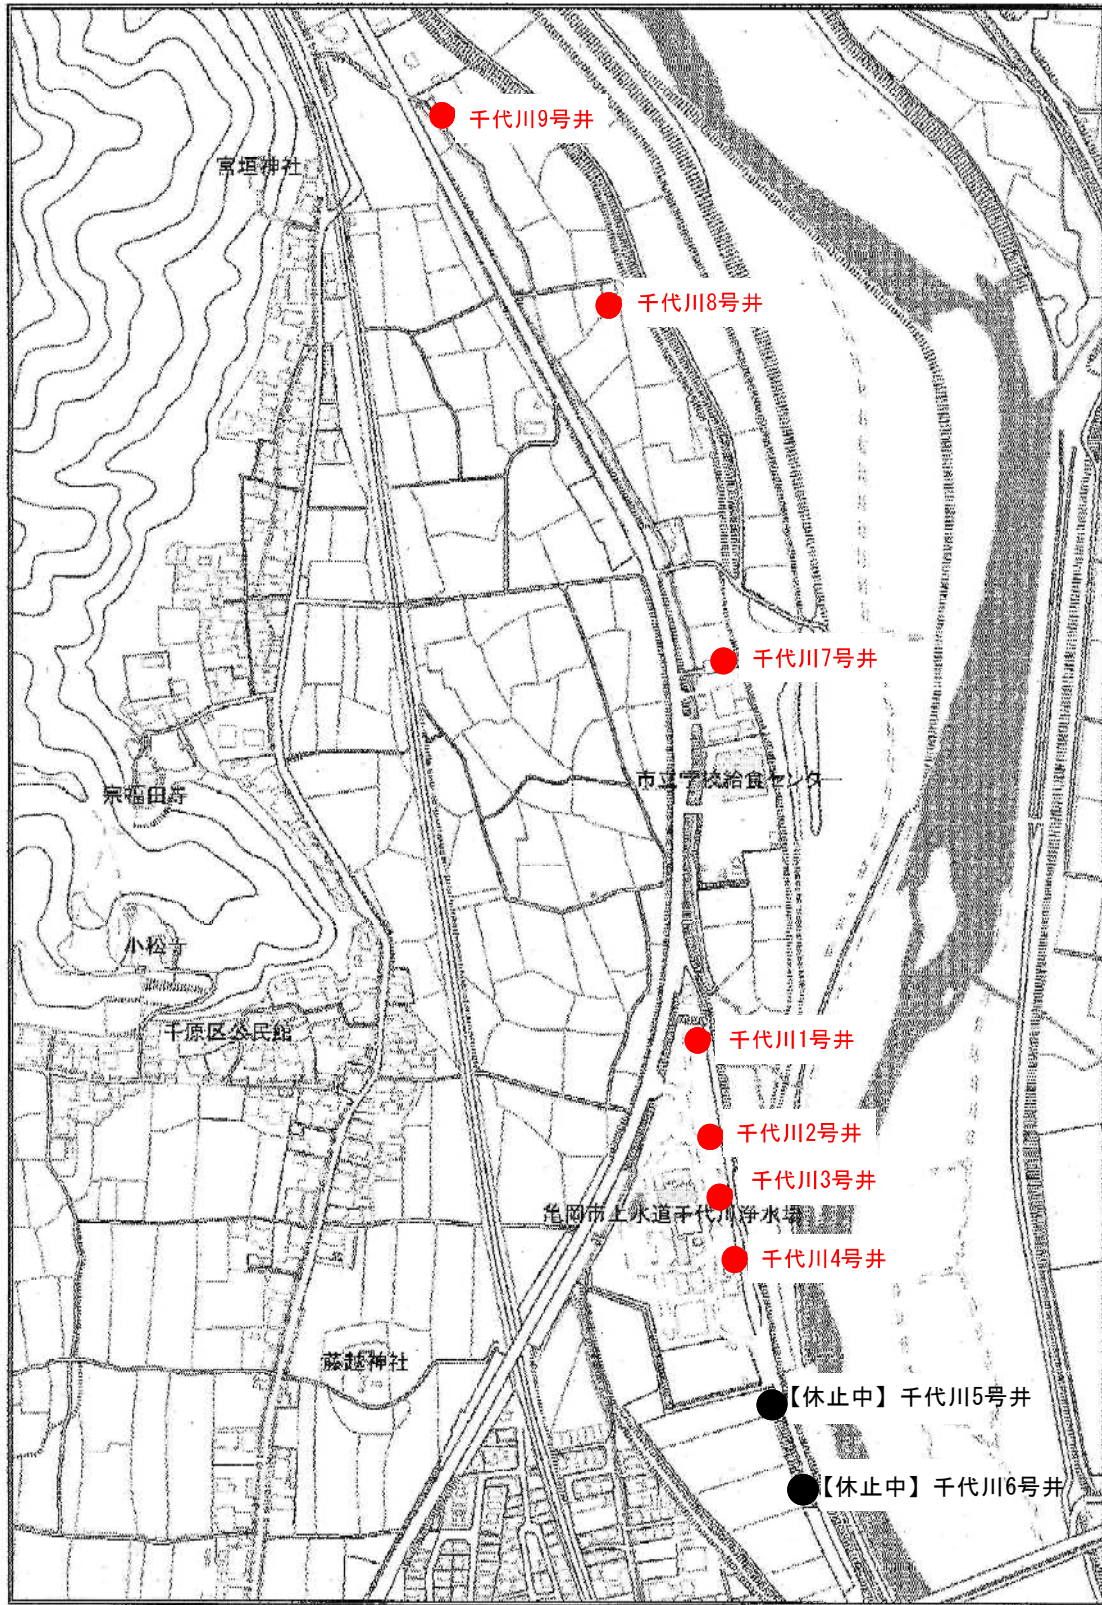 千代川9号井
宮垣神社
千代川8号井
千代川7号井
市立学校給食センター
宗福田寺
小松寺
千原区公民館
千代川1号井
千代川2号井
千代川3号井
亀岡市上水道千代川浄水場
千代川4号井
藤越神社
【休止中】千代川5号井
【休止中】千代川6号井